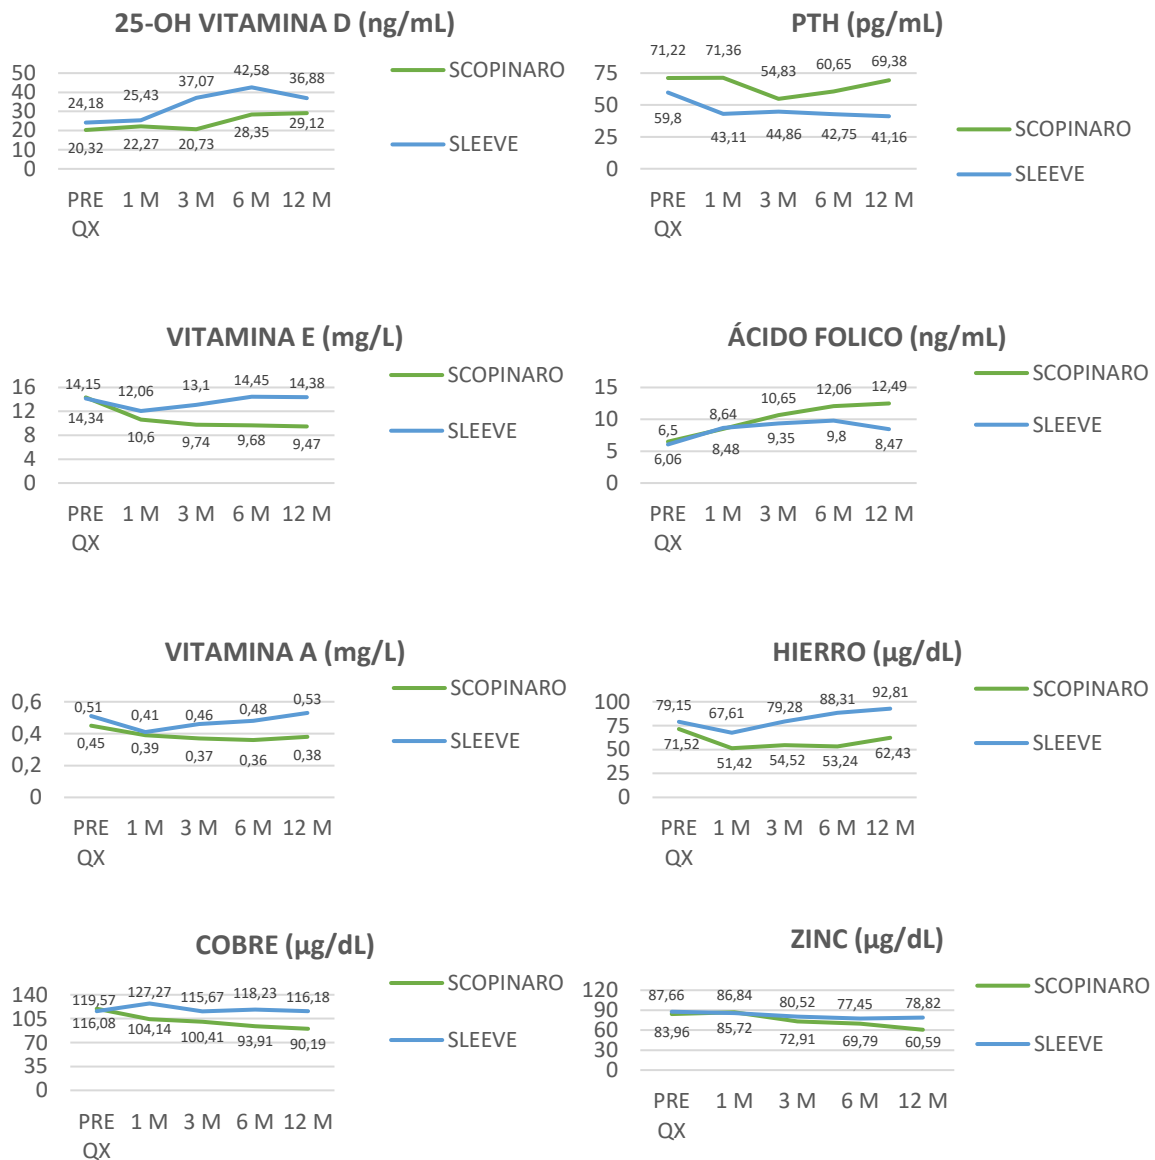 25-OH VITAMINA D (ng/mL)
50
40
30
20
10
0
24,18
25,43
37,07
42,58
36,88
20,32
22,27
20,73
28,35
29,12
PRE QX
1 M
3 M
6 M
12 M
SCOPINARO
SLEEVE
PTH (pg/mL)
75
50
25
0
71,22
71,36
54,83
60,65
69,38
59,8
43,11
44,86
42,75
41,16
PRE QX
1 M
3 M
6 M
12 M
SCOPINARO
SLEEVE
VITAMINA E (mg/L)
16
12
8
4
0
14,15
12,06
13,1
14,45
14,38
14,34
10,6
9,74
9,68
9,47
PRE QX
1 M
3 M
6 M
12 M
SCOPINARO
SLEEVE
ÁCIDO FOLICO (ng/mL)
15
10
5
0
6,5
8,64
10,65
12,06
12,49
6,06
8,48
9,35
9,8
8,47
PRE QX
1 M
3 M
6 M
12 M
SCOPINARO
SLEEVE
VITAMINA A (mg/L)
0,6
0,4
0,2
0
0,51
0,41
0,46
0,48
0,53
0,45
0,39
0,37
0,36
0,38
PRE QX
1 M
3 M
6 M
12 M
SCOPINARO
SLEEVE
HIERRO (µg/dL)
100
75
50
25
0
79,15
67,61
79,28
88,31
92,81
71,52
51,42
54,52
53,24
62,43
PRE QX
1 M
3 M
6 M
12 M
SCOPINARO
SLEEVE
COBRE (µg/dL)
140
105
70
35
0
119,57
127,27
115,67
118,23
116,18
116,08
104,14
100,41
93,91
90,19
PRE QX
1 M
3 M
6 M
12 M
SCOPINARO
SLEEVE
ZINC (µg/dL)
120
90
60
30
0
87,66
86,84
80,52
77,45
78,82
83,96
85,72
72,91
69,79
60,59
PRE QX
1 M
3 M
6 M
12 M
SCOPINARO
SLEEVE